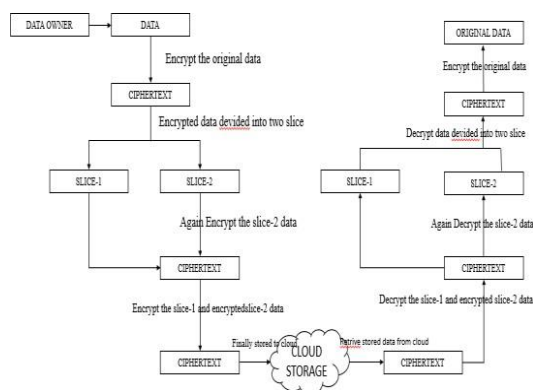 DATA OWNER
DATA
Encrypt the original data
CIPHERTEXT
Encrypted data devided into two slice
SLICE-1
SLICE-2
Again Encrypt the slice-2 data
CIPHERTEXT
Encrypt the slice-1 and encryptedslice-2 data
CIPHERTEXT
Finally stored to cloud
CLOUD
STORAGE
Retrive stored data from cloud
CIPHERTEXT
Decrypt the slice-1 and encrypted slice-2 data
CIPHERTEXT
Again Decrypt the slice-2 data
SLICE-1
SLICE-2
Decrypt data devided into two slice
CIPHERTEXT
Encrypt the original data
ORIGINAL DATA